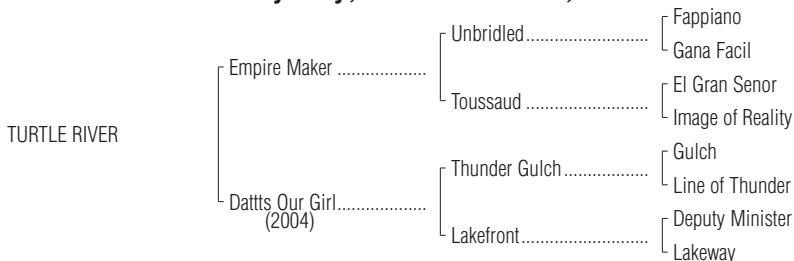 Fappiano
Unbridled
Gana Facil
Empire Maker
El Gran Senor
Toussaud
Image of Reality
TURTLE RIVER
Gulch
Thunder Gulch
Line of Thunder
Dattts Our Girl
(2004)
Deputy Minister
Lakefront
Lakeway